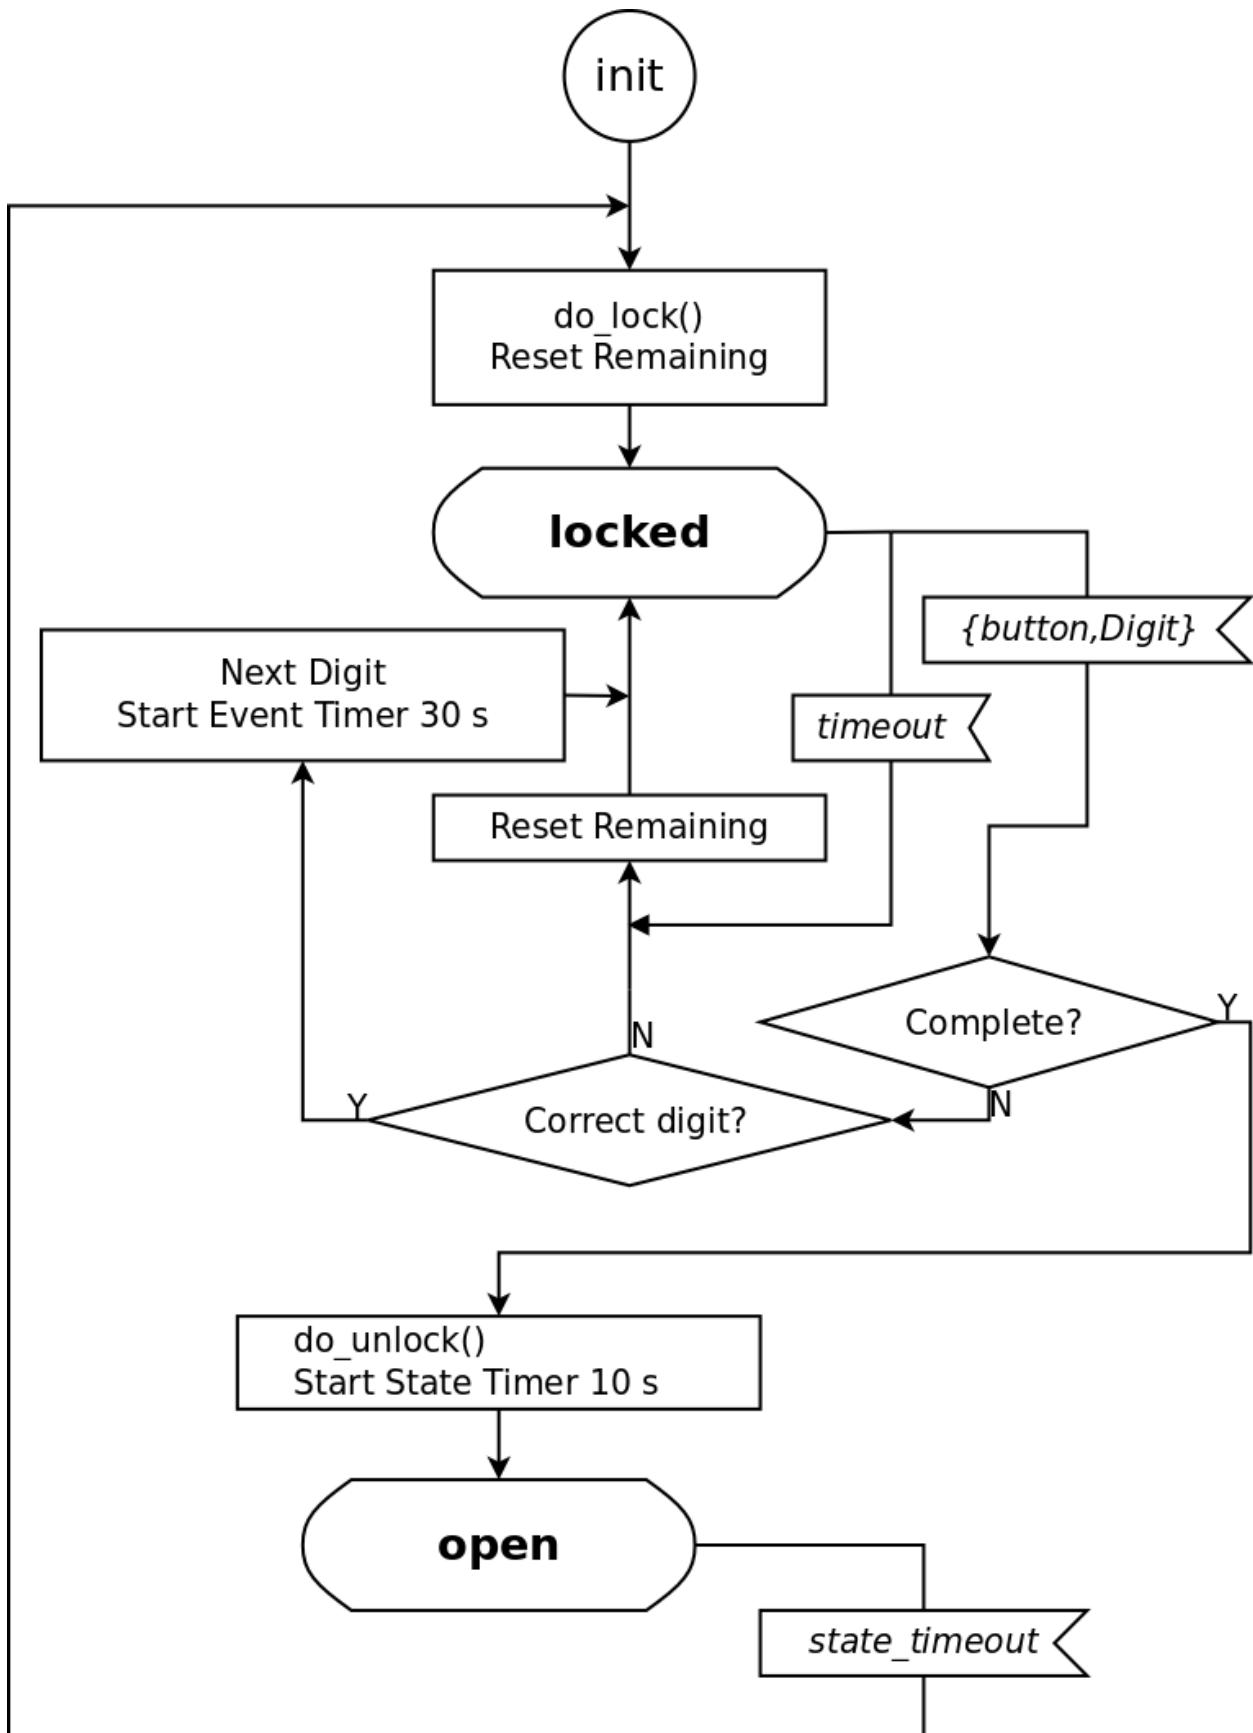 init
do_lock()
Reset Remaining
locked
{button,Digit}
Next Digit
Start Event Timer 30 s
timeout
Reset Remaining
Complete?
Y
N
N
Correct digit?
Y
do_unlock()
Start State Timer 10 s
open
state_timeout